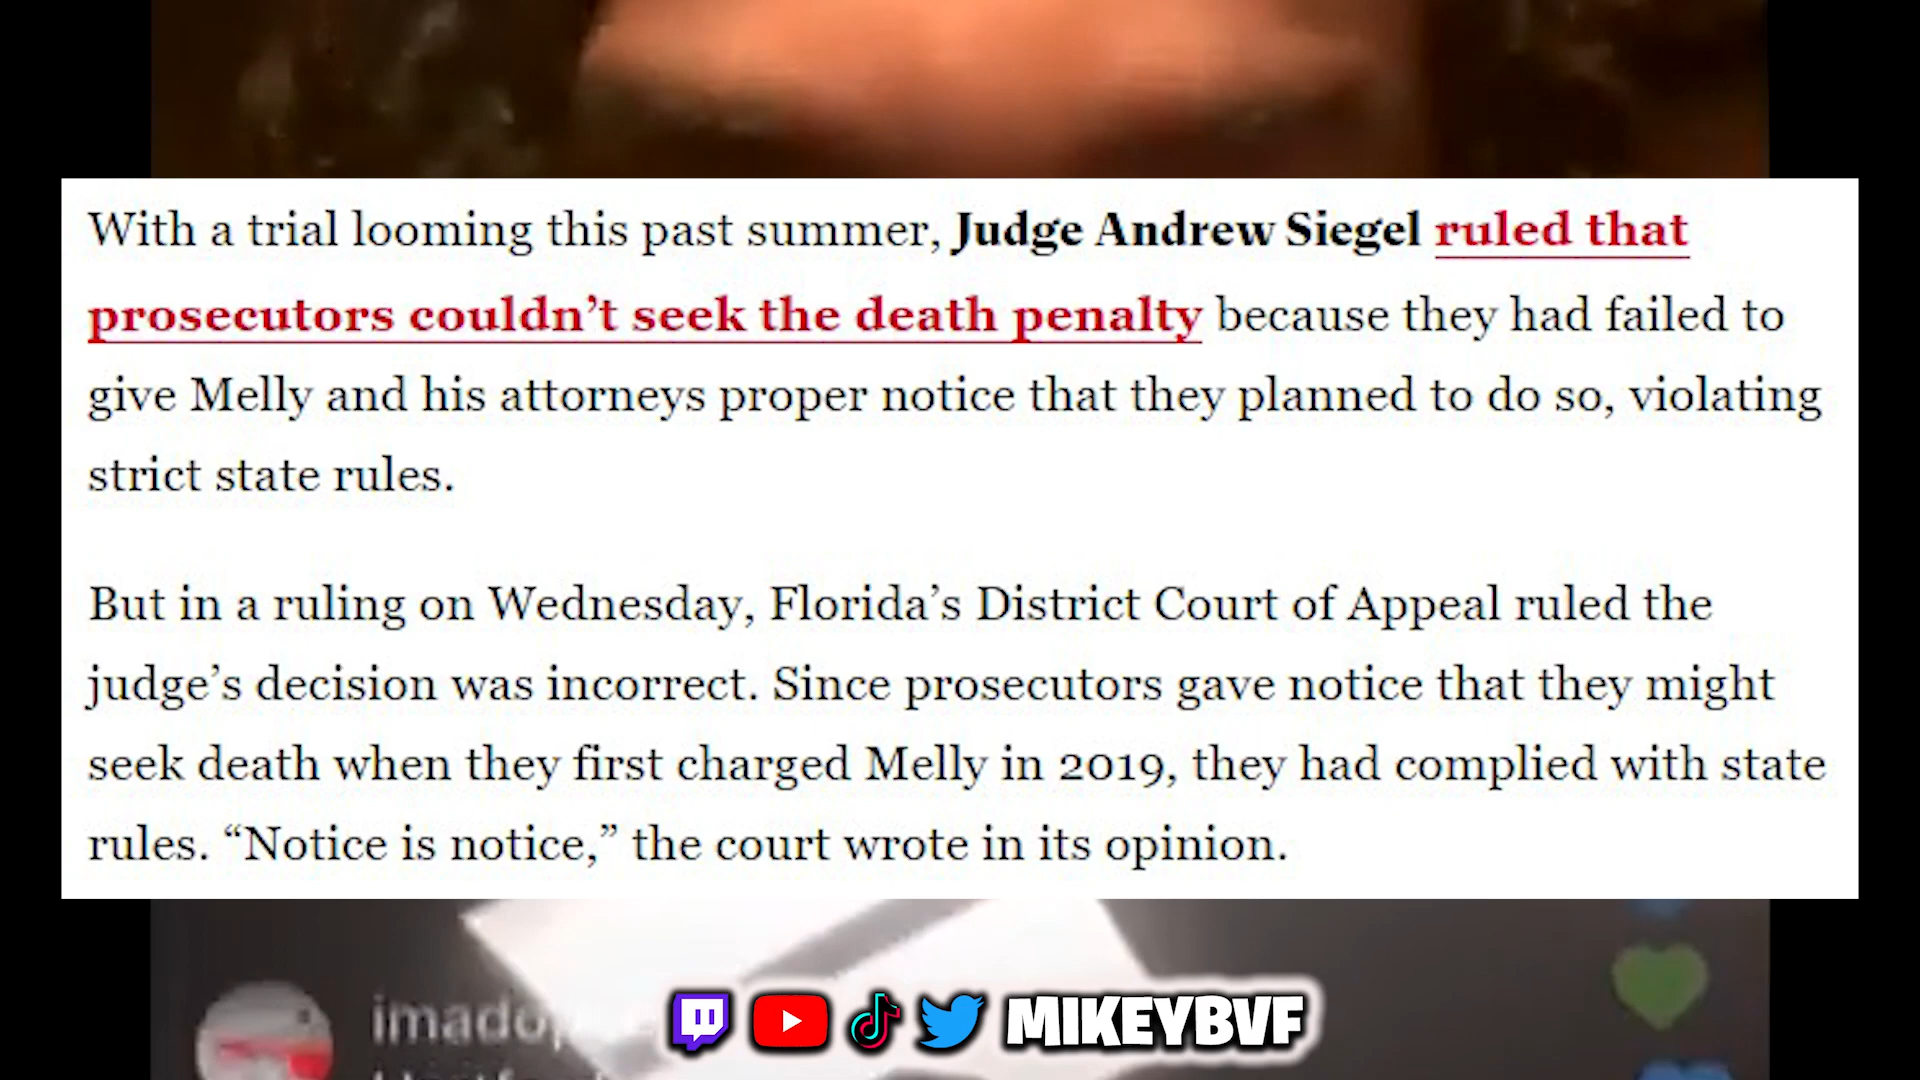 With a trial looming this past summer, Judge Andrew Siegel ruled that
prosecutors couldn’t seek the death penalty because they had failed to
give Melly and his attorneys proper notice that they planned to do so, violating
strict state rules.
But in a ruling on Wednesday, Florida’s District Court of Appeal ruled the
judge’s decision was incorrect. Since prosecutors gave notice that they might
seek death when they first charged Melly in 2019, they had complied with state
rules. “Notice is notice,” the court wrote in its opinion.
MIKEYBVF